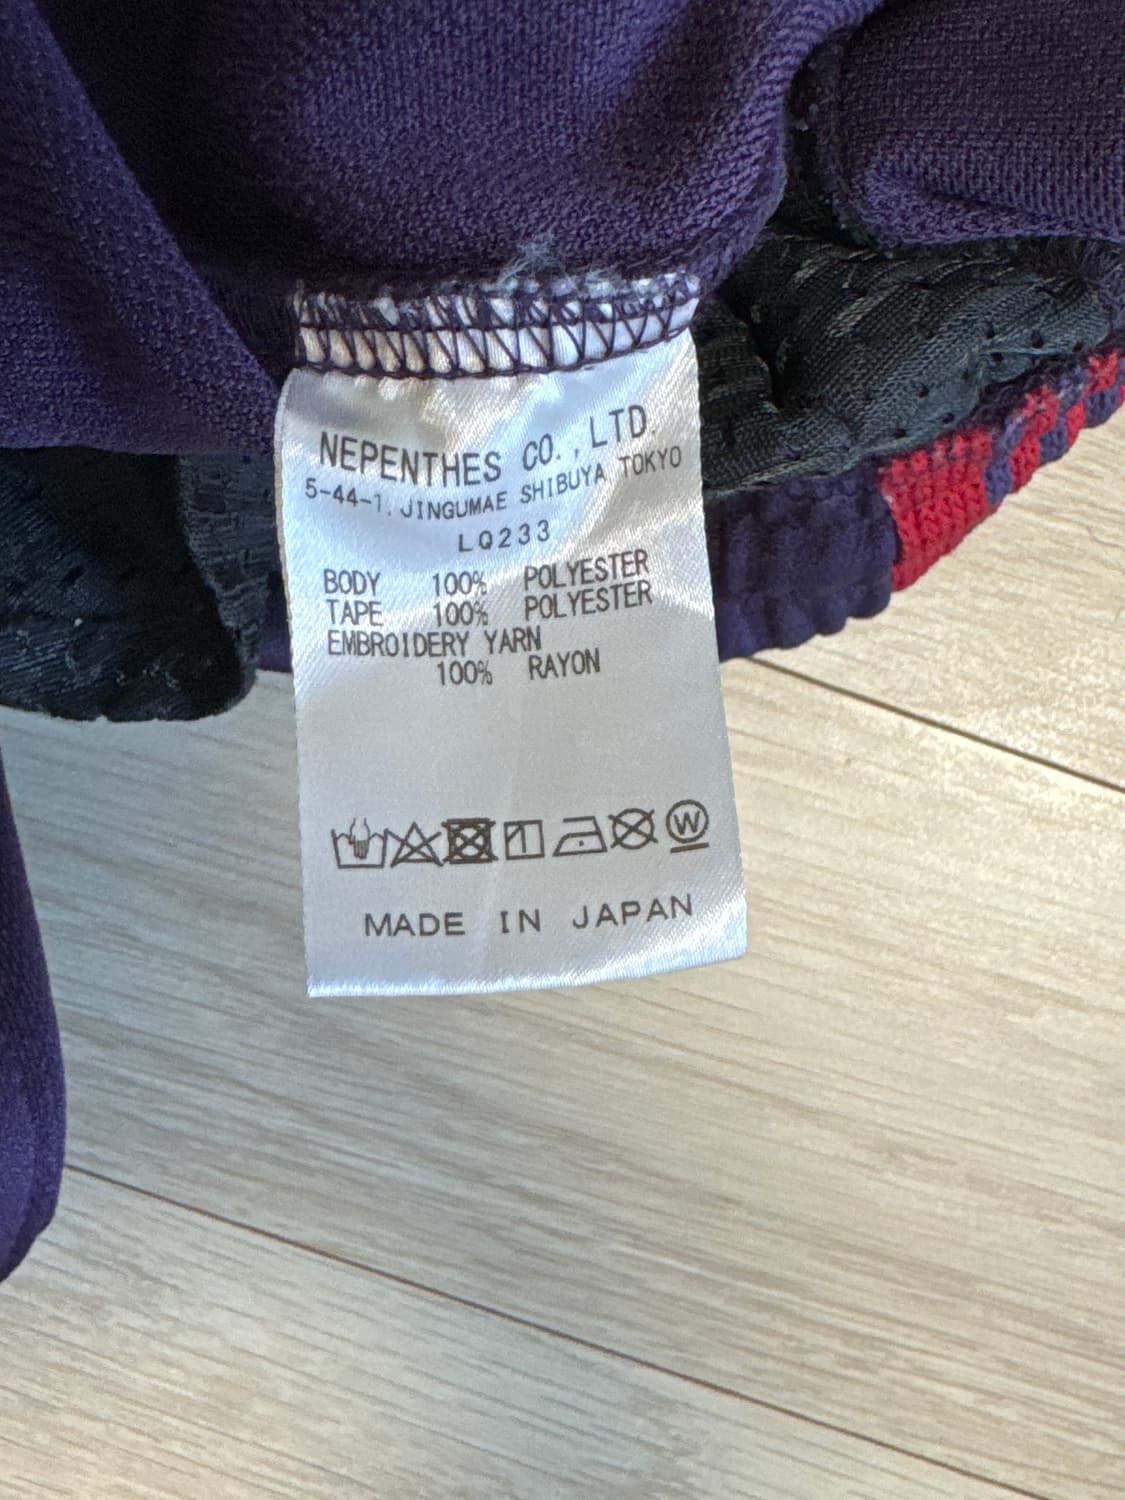 NEPENTHES CO.,LTD.
5-44-1, JINGUMAE SHIBUYA TOKYO
LQ233
BODY 100% POLYESTER
TAPE 100% POLYESTER
EMBROIDERY YARN
100% RAYON
W
MADE IN JAPAN